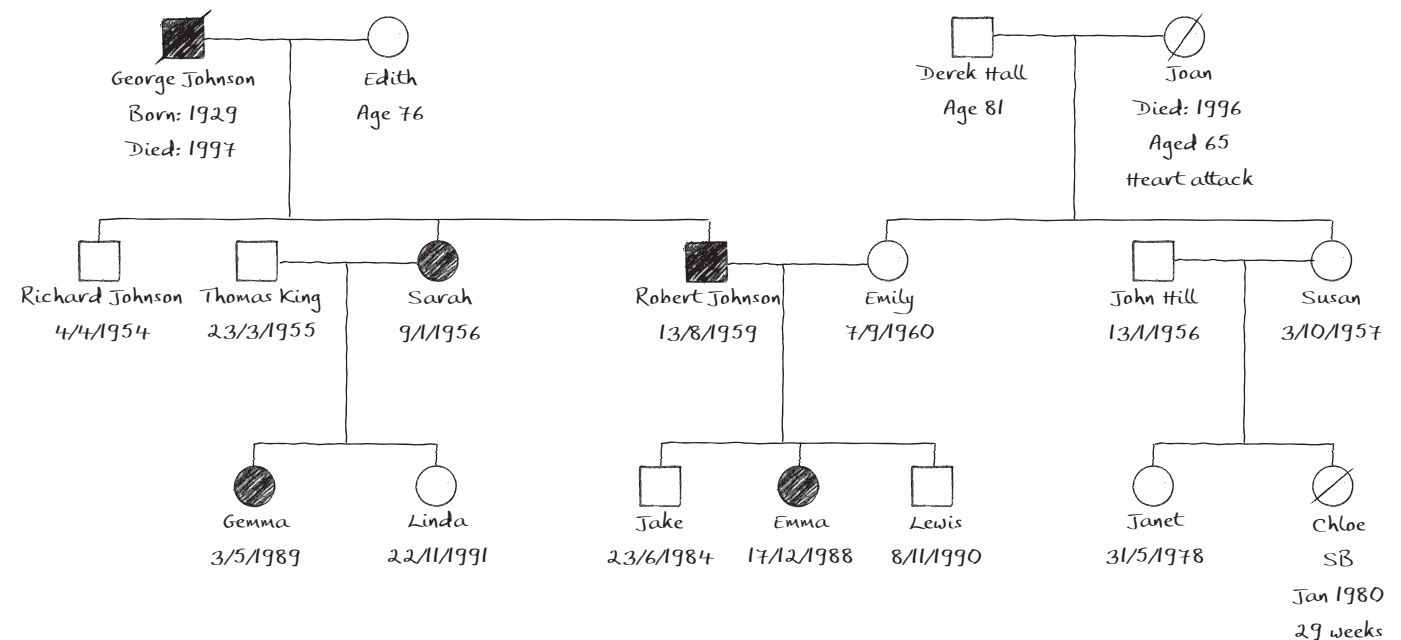 George Johnson
Born: 1929
Died: 1997
Edith
Age 76
Derek Hall
Age 81
Joan
Died: 1996
Aged 65
Heart attack
Richard Johnson
4/4/1954
Thomas King
23/3/1955
Sarah
9/1/1956
Robert Johnson
13/8/1959
Emily
7/9/1960
John Hill
13/1/1956
Susan
3/10/1957
Gemma
3/5/1989
Linda
22/11/1991
Jake
23/6/1984
Emma
17/12/1988
Lewis
8/11/1990
Janet
31/5/1978
Chloe
SB
Jan 1980
29 weeks